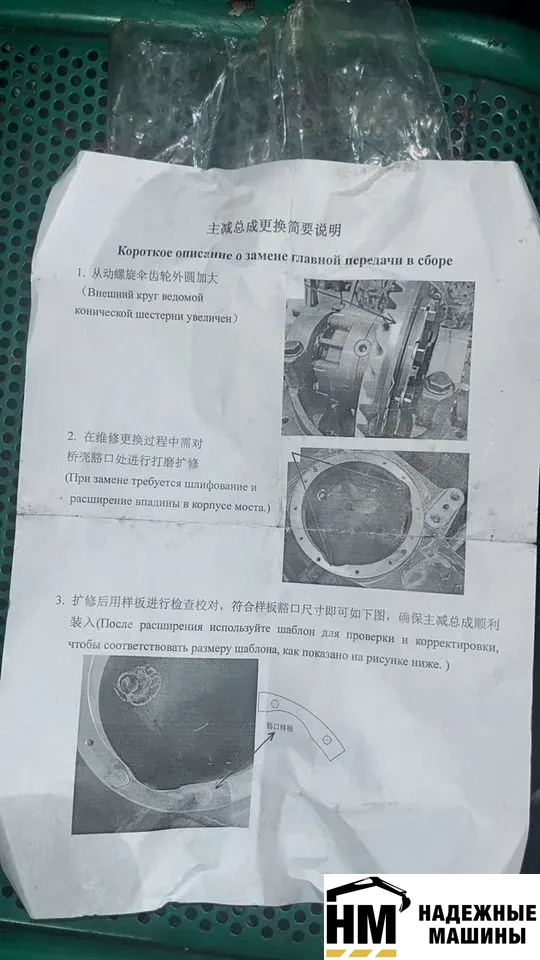 主减总成更换简要说明
Короткое описание о замене главной передачи в сборе
1. 从动螺旋伞齿轮外圆加大
(Внешний круг ведомой
конической шестерни увеличен)
2. 在维修更换过程中需对
桥壳豁口处进行打磨扩修
(При замене требуется шлифование и
расширение впадины в корпусе моста.)
3. 扩修后用样板进行检查校对，符合样板豁口尺寸即可如下图，确保主减总成顺利
装入(После расширения используйте шаблон для проверки и корректировки,
чтобы соответствовать размеру шаблона, как показано на рисунке ниже. )
豁口样板
НМ НАДЕЖНЫЕ
МАШИНЫ